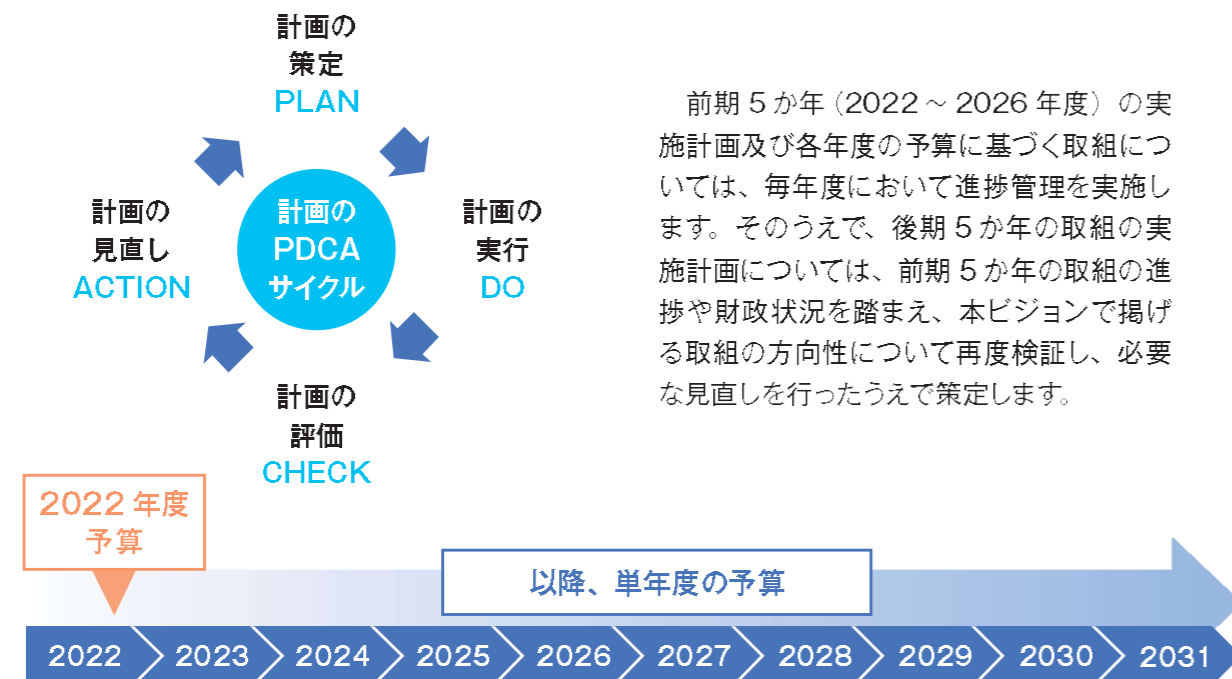 計画の
策定
PLAN
計画の
実行
DO
計画の
評価
CHECK
計画の
見直し
ACTION
計画の
PDCA
サイクル
前期５か年（2022～2026年度）の実
施計画及び各年度の予算に基づく取組につ
いては、毎年度において進捗管理を実施し
ます。そのうえで、後期５か年の取組の実
施計画については、前期５か年の取組の進
捗や財政状況を踏まえ、本ビジョンで掲げ
る取組の方向性について再度検証し、必要
な見直しを行ったうえで策定します。
2022年度
予算
以降、単年度の予算
2022 2023 2024 2025 2026 2027 2028 2029 2030 2031